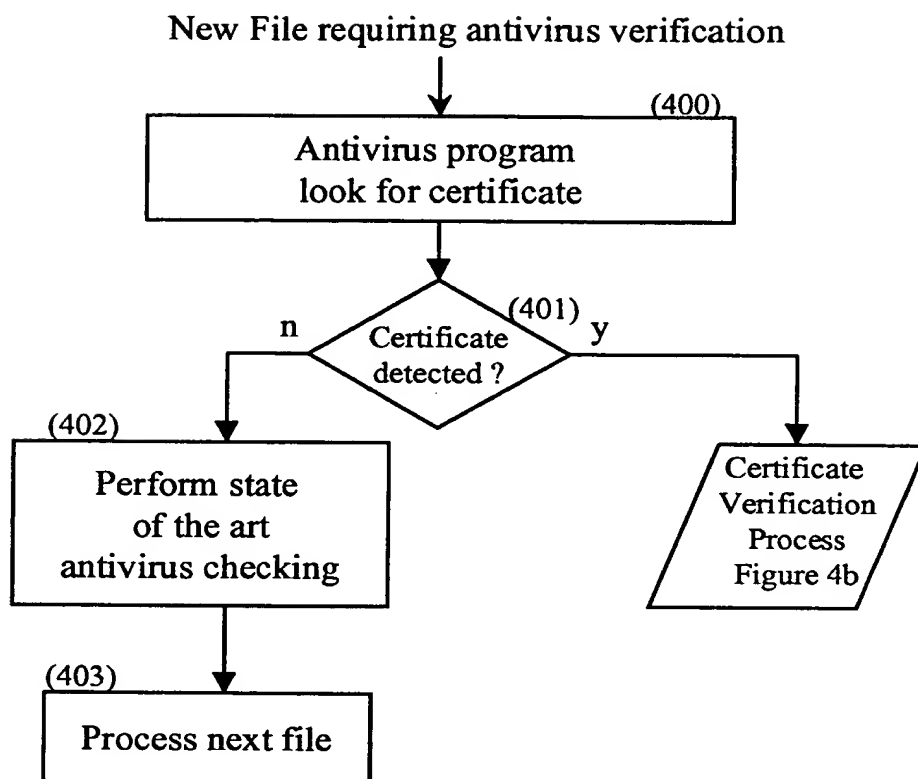 New File requiring antivirus verification
(400)
Antivirus program
look for certificate
(401)
n
y
Certificate
detected ?
(402)
Perform state
of the art
antivirus checking
Certificate
Verification
Process
Figure 4b
(403)
Process next file